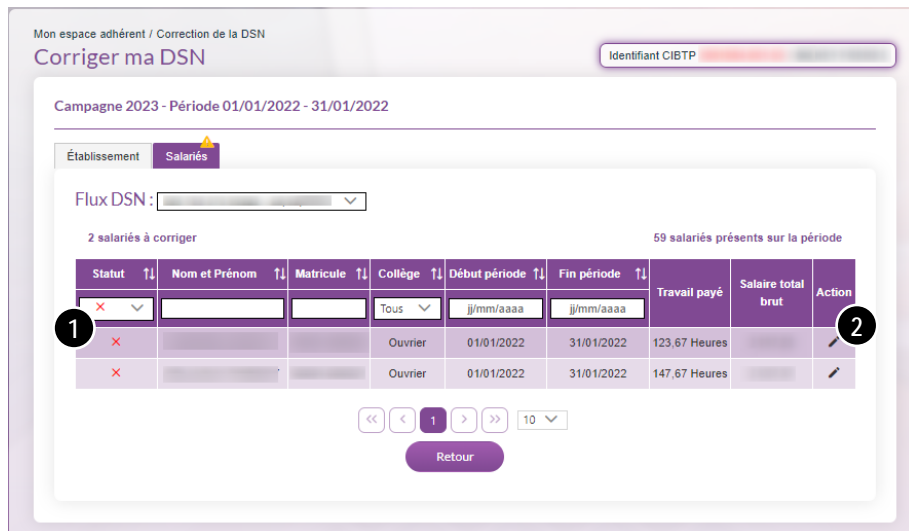 Mon espace adhérent / Correction de la DSN
Corriger ma DSN
Identifiant CIBTP
Campagne 2023 - Période 01/01/2022 - 31/01/2022
Établissement Salariés
Flux DSN :
2 salariés à corriger 59 salariés présents sur la période
Statut Nom et Prénom Matricule Collège Début période Fin période Travail payé Salaire total brut Action
Tous jj/mm/aaaa jj/mm/aaaa
1 2
Ouvrier 01/01/2022 31/01/2022 123,67 Heures
Ouvrier 01/01/2022 31/01/2022 147,67 Heures
<< < 1 > >> 10
Retour